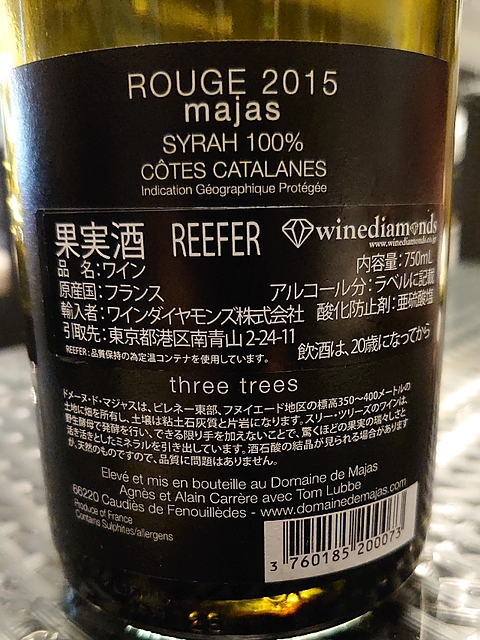 ROUGE 2015
majas
SYRAH 100%
CÔTES CATALANES
Indication Géographique Protégée
果実酒 REEFER winediamonds
www.winediamonds.co.jp
品 名:ワイン 内容量:750mL
原産国:フランス アルコール分:ラベルに記載
輸入者:ワインダイヤモンズ株式会社 酸化防止剤:亜硫酸塩
引取先:東京都港区南青山 2-24-11 飲酒は、20歳になってから
REEFER:品質保持の為定温コンテナを使用しています。
three trees
ドメーヌ・ド・マジャスは、ピレネー東部、フヌイエード地区の標高350〜400メートルの
土地に畑を所有し、土壌は粘土石灰質と片岩になります。スリー・ツリーズのワインは、
野生酵母で発酵を行い、できる限り手を加えないことで、驚くほどの果実の瑞々しさと
活き活きとしたミネラルを引き出しています。酒石酸の結晶が見られる場合があります
が、天然のものですので、品質に問題はありません。
Elevé et mis en bouteille au Domaine de Majas
Agnès et Alain Carrère avec Tom Lubbe
66220 Caudiès de Fenouillèdes - www.domainedemajas.com
Produce of France
Contains Sulphites/allergens
3 760185 200073